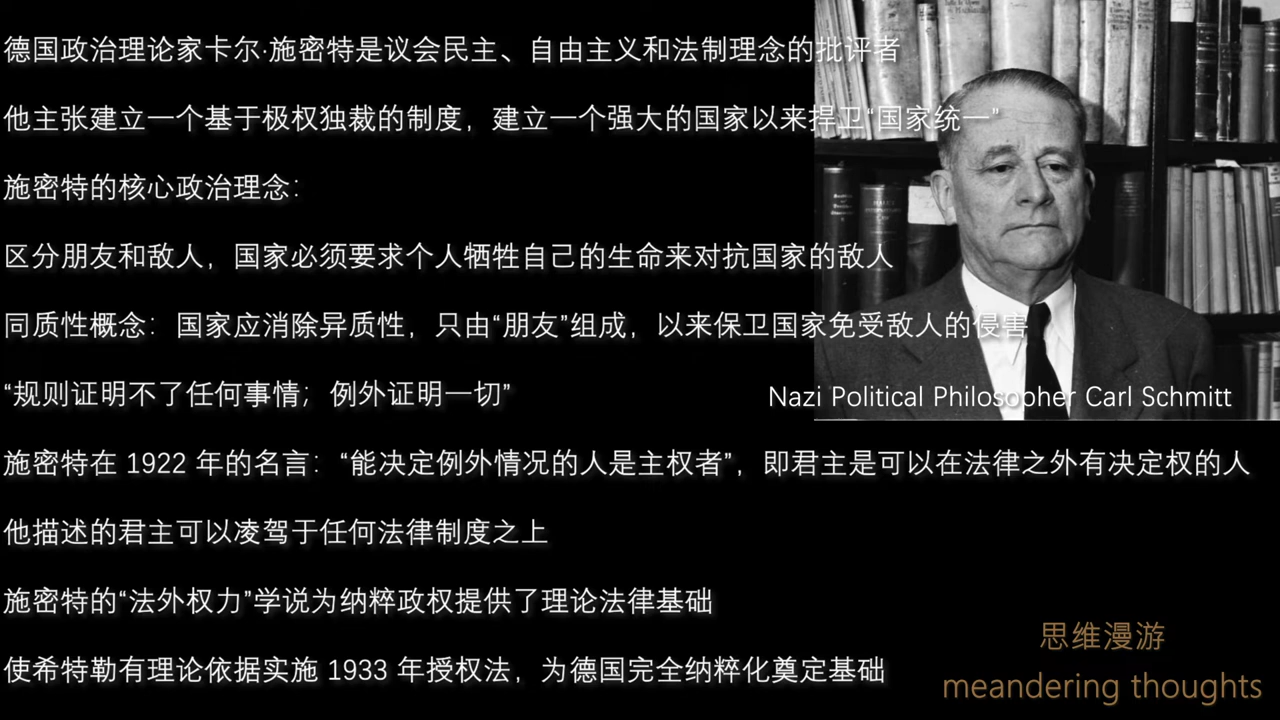 德国政治理论家卡尔·施密特是议会民主、自由主义和法制理念的批评者
他主张建立一个基于极权独裁的制度，建立一个强大的国家以来捍卫“国家统一”
施密特的核心政治理念：
区分朋友和敌人，国家必须要求个人牺牲自己的生命来对抗国家的敌人
同质性概念：国家应消除异质性，只由“朋友”组成，以来保卫国家免受敌人的侵害
“规则证明不了任何事情；例外证明一切”
Nazi Political Philosopher Carl Schmitt
施密特在 1922 年的名言：“能决定例外情况的人是主权者”，即君主是可以在法律之外有决定权的人
他描述的君主可以凌驾于任何法律制度之上
施密特的“法外权力”学说为纳粹政权提供了理论法律基础
使希特勒有理论依据实施 1933 年授权法，为德国完全纳粹化奠定基础
思维漫游
meandering thoughts